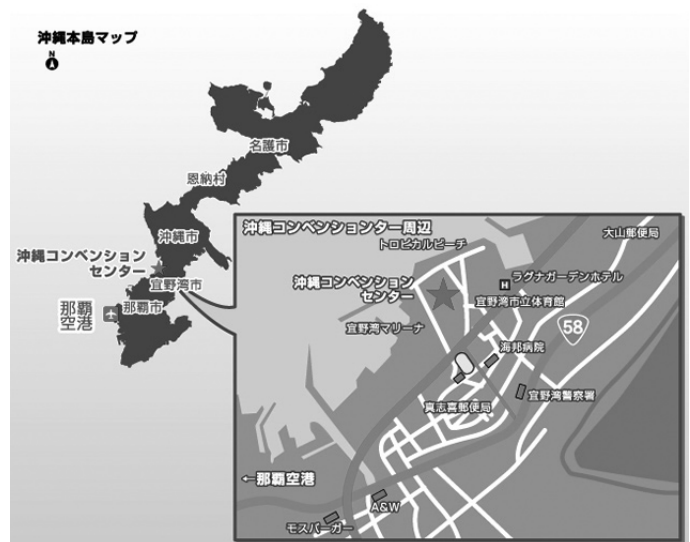 沖縄本島マップ
N
名護市
恩納村
沖縄市
沖縄コンベンション
センター
宜野湾市
那覇
空港
那覇市
沖縄コンベンションター周辺
トロピカルビーチ
大山郵便局
沖縄コンベンション
センター
H
ラグナガーデンホテル
宜野湾市立体育館
宜野湾マリーナ
58
海邦病院
宜野湾警察署
真志喜郵便局
←那覇空港
A&W
モスバーガー